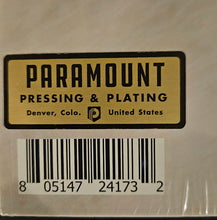 PARAMOUNT
PRESSING & PLATING
Denver, Colo. United States
8 05147 24173 2